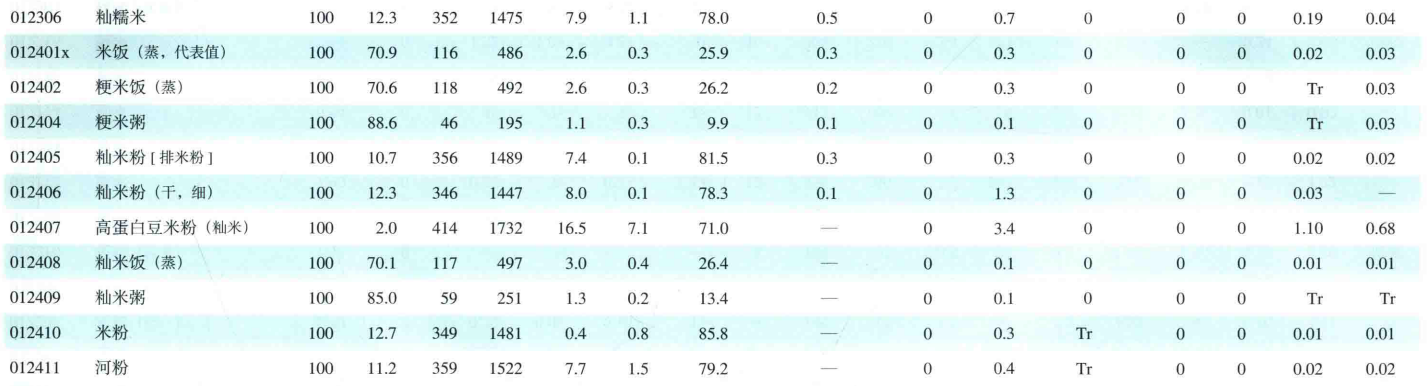 012306 籼糯米 100 12.3 352 1475 7.9 1.1 78.0 0.5 0 0.7 0 0 0 0.19 0.04
012401x 米饭（蒸，代表值） 100 70.9 116 486 2.6 0.3 25.9 0.3 0 0.3 0 0 0 0.02 0.03
012402 粳米饭（蒸） 100 70.6 118 492 2.6 0.3 26.2 0.2 0 0.3 0 0 0 Tr 0.03
012404 粳米粥 100 88.6 46 195 1.1 0.3 9.9 0.1 0 0.1 0 0 0 Tr 0.03
012405 籼米粉 [ 排米粉 ] 100 10.7 356 1489 7.4 0.1 81.5 0.3 0 0.3 0 0 0 0.02 0.02
012406 籼米粉（干，细） 100 12.3 346 1447 8.0 0.1 78.3 0.1 0 1.3 0 0 0 0.03 —
012407 高蛋白豆米粉（籼米） 100 2.0 414 1732 16.5 7.1 71.0 — 0 3.4 0 0 0 1.10 0.68
012408 籼米饭（蒸） 100 70.1 117 497 3.0 0.4 26.4 — 0 0.1 0 0 0 0.01 0.01
012409 籼米粥 100 85.0 59 251 1.3 0.2 13.4 — 0 0.1 0 0 0 Tr Tr
012410 米粉 100 12.7 349 1481 0.4 0.8 85.8 — 0 0.3 Tr 0 0 0.01 0.01
012411 河粉 100 11.2 359 1522 7.7 1.5 79.2 — 0 0.4 Tr 0 0 0.02 0.02